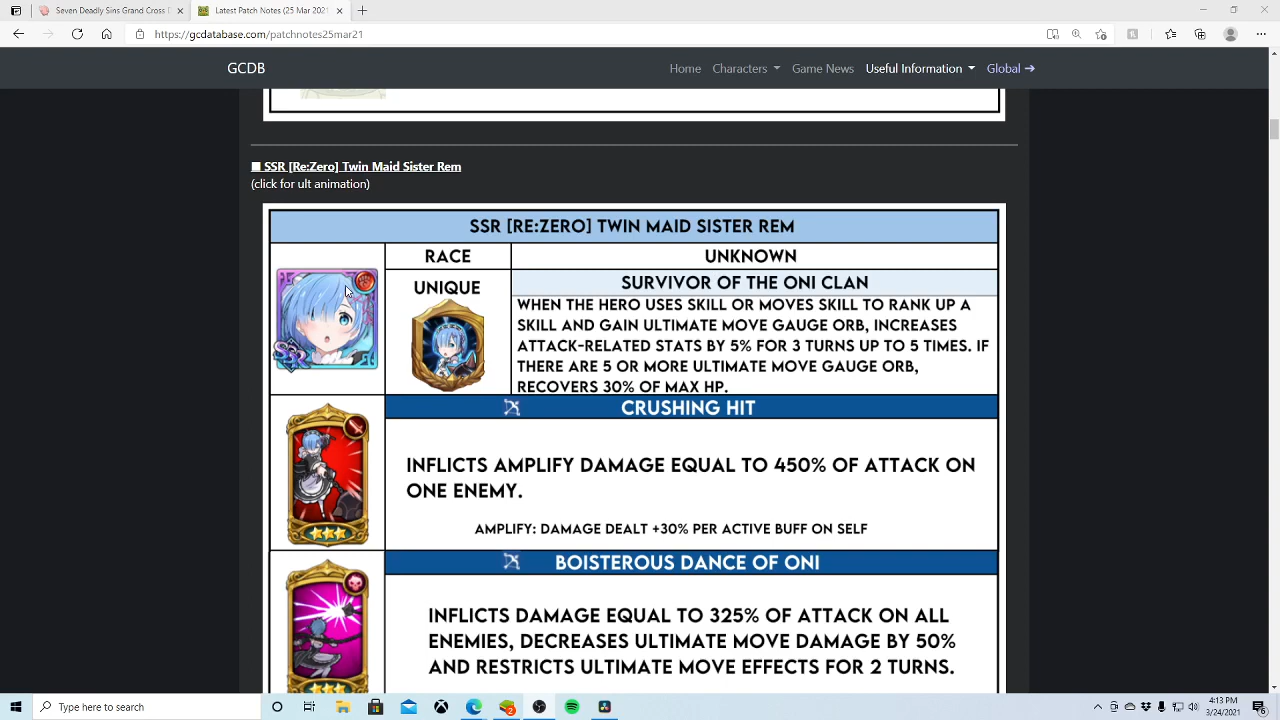 Seven Deadly Sins Grand Cross
Latest Patch Notes (25 Mar 2021
https://gcdatabase.com/patchnotes25mar21
GCDB
Home Characters Game News Useful Information Global →
■ SSR [Re:Zero] Twin Maid Sister Rem
(click for ult animation)
SSR [RE:ZERO] TWIN MAID SISTER REM
RACE UNKNOWN
UNIQUE SURVIVOR OF THE ONI CLAN
WHEN THE HERO USES SKILL OR MOVES SKILL TO RANK UP A
SKILL AND GAIN ULTIMATE MOVE GAUGE ORB, INCREASES
ATTACK-RELATED STATS BY 5% FOR 3 TURNS UP TO 5 TIMES. IF
THERE ARE 5 OR MORE ULTIMATE MOVE GAUGE ORB,
RECOVERS 30% OF MAX HP.
SSR
CRUSHING HIT
INFLICTS AMPLIFY DAMAGE EQUAL TO 450% OF ATTACK ON
ONE ENEMY.
AMPLIFY: DAMAGE DEALT +30% PER ACTIVE BUFF ON SELF
BOISTEROUS DANCE OF ONI
INFLICTS DAMAGE EQUAL TO 325% OF ATTACK ON ALL
ENEMIES, DECREASES ULTIMATE MOVE DAMAGE BY 50%
AND RESTRICTS ULTIMATE MOVE EFFECTS FOR 2 TURNS.
Type here to search
4:13 PM
3/24/2021